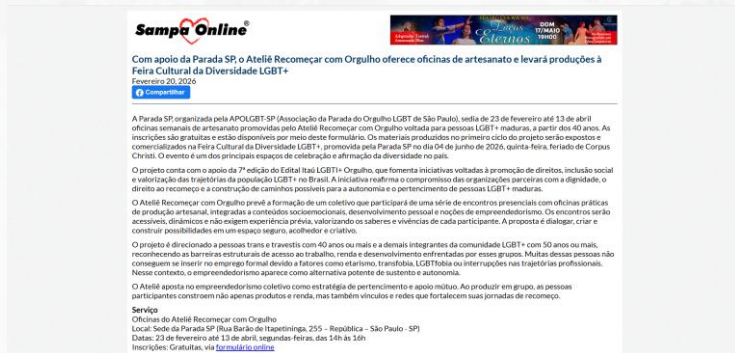 Sampa Online®
Eternos
DOM
17/MAIO
19H00
Com apoio da Parada SP, o Ateliê Recomeçar com Orgulho oferece oficinas de artesanato e levará produções à
Feira Cultural da Diversidade LGBT+
Fevereiro 20, 2026
Compartilhar
A Parada SP, organizada pela APOLGBT-SP (Associação da Parada do Orgulho LGBT de São Paulo), sedia de 23 de fevereiro até 13 de abril
oficinas semanais de artesanato promovidas pelo Ateliê Recomeçar com Orgulho voltada para pessoas LGBT+ maduras, a partir dos 40 anos. As
inscrições são gratuitas e estão disponíveis por meio deste formulário. Os materiais produzidos no primeiro ciclo do projeto serão expostos e
comercializados na Feira Cultural da Diversidade LGBT+, promovida pela Parada SP no dia 04 de junho de 2026, quinta-feira, feriado de Corpus
Christi. O evento é um dos principais espaços de celebração e afirmação da diversidade no país.
O projeto conta com o apoio da 7ª edição do Edital Itaú LGBTI+ Orgulho, que fomenta iniciativas voltadas à promoção de direitos, inclusão social
e valorização das trajetórias da população LGBT+ no Brasil. A iniciativa reafirma o compromisso das organizações parceiras com a dignidade, o
direito ao recomeço e a construção de caminhos possíveis para a autonomia e o pertencimento de pessoas LGBT+ maduras.
O Ateliê Recomeçar com Orgulho prevê a formação de um coletivo que participará de uma série de encontros presenciais com oficinas práticas
de produção artesanal, integradas a conteúdos socioemocionais, desenvolvimento pessoal e noções de empreendedorismo. Os encontros serão
acessíveis, dinâmicos e não exigem experiência prévia, valorizando os saberes e vivências de cada participante. A proposta é dialogar, criar e
construir possibilidades em um espaço seguro, acolhedor e criativo.
O projeto é direcionado a pessoas trans e travestis com 40 anos ou mais e a demais integrantes da comunidade LGBT+ com 50 anos ou mais,
reconhecendo as barreiras estruturais de acesso ao trabalho, renda e desenvolvimento enfrentadas por esses grupos. Muitas dessas pessoas não
conseguem se inserir no emprego formal devido a fatores como etarismo, transfobia, LGBTfobia ou interrupções nas trajetórias profissionais.
Nesse contexto, o empreendedorismo aparece como alternativa potente de sustento e autonomia.
O Ateliê aposta no empreendedorismo coletivo como estratégia de pertencimento e apoio mútuo. Ao produzir em grupo, as pessoas
participantes constroem não apenas produtos e renda, mas também vínculos e redes que fortalecem suas jornadas de recomeço.
Serviço
Oficinas do Ateliê Recomeçar com Orgulho
Local: Sede da Parada SP (Rua Barão de Itapetininga, 255 – República – São Paulo - SP)
Datas: 23 de fevereiro até 13 de abril, segundas-feiras, das 14h às 16h
Inscrições: Gratuitas, via formulário online